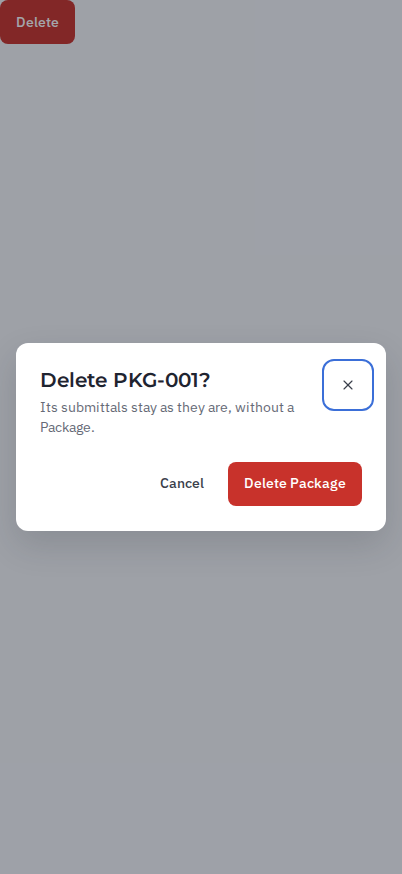 Delete
Delete PKG-001?
Its submittals stay as they are, without a
Package.
Cancel
Delete Package